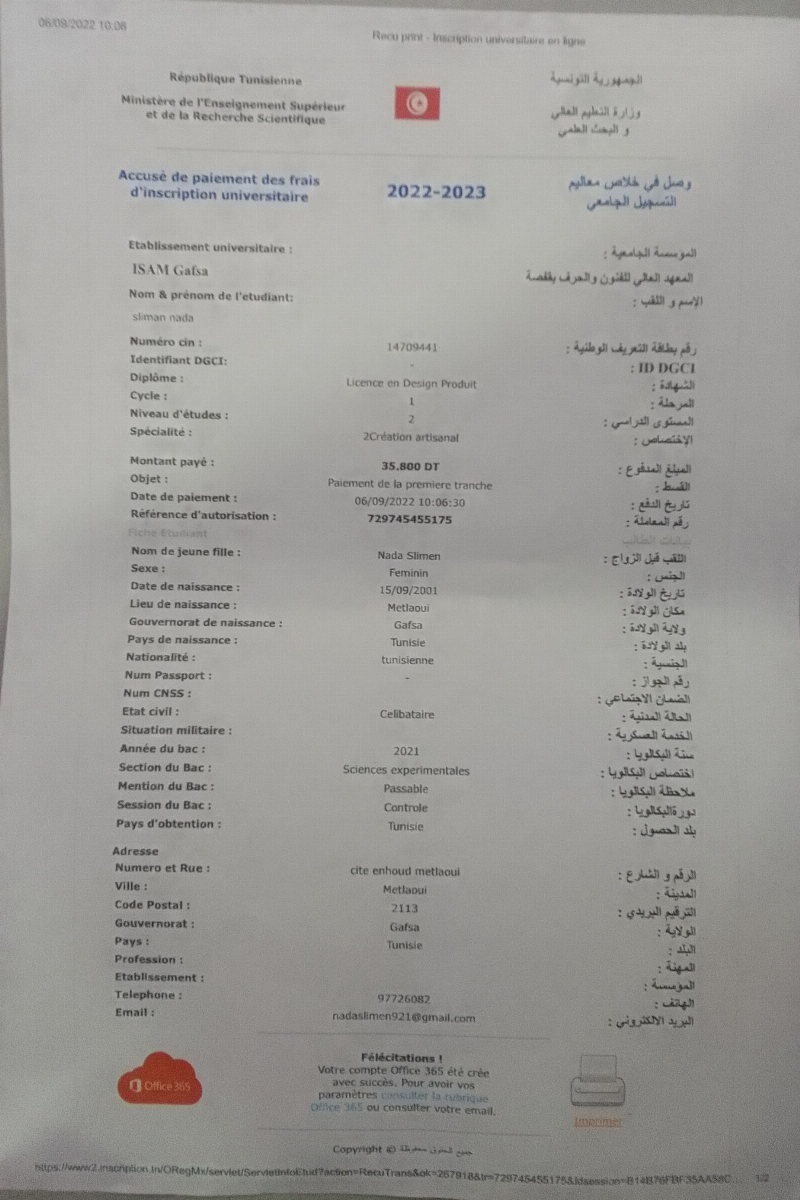 06/09/2022 10:06
Recu print - Inscription universitaire en ligne
République Tunisienne
الجمهورية التونسية
Ministère de l'Enseignement Supérieur
et de la Recherche Scientifique
وزارة التعليم العالي
و البحث العلمي
Accusé de paiement des frais
d'inscription universitaire
2022-2023
وصل في خلاص معاليم
التسجيل الجامعي
Etablissement universitaire :
المؤسسة الجامعية :
ISAM Gafsa
المعهد العالي للفنون والحرف بقفصة
Nom & prénom de l'etudiant:
الإسم و اللقب :
sliman nada
Numéro cin : 14709441 رقم بطاقة التعريف الوطنية :
Identifiant DGCI: - ID DGCI :
Diplôme : Licence en Design Produit الشهادة :
Cycle : 1 المرحلة :
Niveau d'études : 2 المستوى الدراسي :
Spécialité : 2Création artisanal الإختصاص :
Montant payé : 35.800 DT المبلغ المدفوع :
Objet : Paiement de la premiere tranche القسط :
Date de paiement : 06/09/2022 10:06:30 تاريخ الدفع :
Référence d'autorisation : 729745455175 رقم المعاملة :
Fiche Etudiant بيانات الطالب
Nom de jeune fille : Nada Slimen اللقب قبل الزواج :
Sexe : Feminin الجنس :
Date de naissance : 15/09/2001 تاريخ الولادة :
Lieu de naissance : Metlaoui مكان الولادة :
Gouvernorat de naissance : Gafsa ولاية الولادة :
Pays de naissance : Tunisie بلد الولادة :
Nationalité : tunisienne الجنسية :
Num Passport : - رقم الجواز :
Num CNSS : الضمان الاجتماعي :
Etat civil : Celibataire الحالة المدنية :
Situation militaire : الخدمة العسكرية :
Année du bac : 2021 سنة البكالويا :
Section du Bac : Sciences experimentales اختصاص البكالويا :
Mention du Bac : Passable ملاحظة البكالويا :
Session du Bac : Controle دورةالبكالويا :
Pays d'obtention : Tunisie بلد الحصول :
Adresse
Numero et Rue : cite enhoud metlaoui الرقم و الشارع :
Ville : Metlaoui المدينة :
Code Postal : 2113 الترقيم البريدي :
Gouvernorat : Gafsa الولاية :
Pays : Tunisie البلد :
Profession : المهنة :
Etablissement : المؤسسة :
Telephone : 97726082 الهاتف :
Email : nadaslimen921@gmail.com البريد الالكتروني :
Office 365
Félécitations !
Votre compte Office 365 été crée
avec succès. Pour avoir vos
paramètres consulter la rubrique
Office 365 ou consulter votre email.
Imprimer
Copyright © جميع الحقوق محفوظة
https://www2.inscription.tn/ORegMx/servlet/ServletInfoEtud?action=RecuTrans&ok=267918&tr=729745455175&idsession=B14B76FBF35AA58C... 1/2